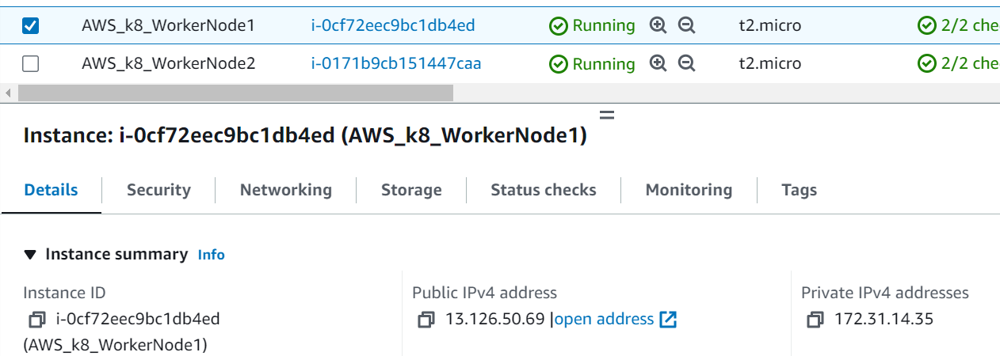 AWS_k8_WorkerNode1 i-0cf72eec9bc1db4ed Running t2.micro 2/2 che
AWS_k8_WorkerNode2 i-0171b9cb151447caa Running t2.micro 2/2 che
Instance: i-0cf72eec9bc1db4ed (AWS_k8_WorkerNode1)
Details Security Networking Storage Status checks Monitoring Tags
Instance summary Info
Instance ID Public IPv4 address Private IPv4 addresses
i-0cf72eec9bc1db4ed 13.126.50.69 |open address 172.31.14.35
(AWS_k8_WorkerNode1)